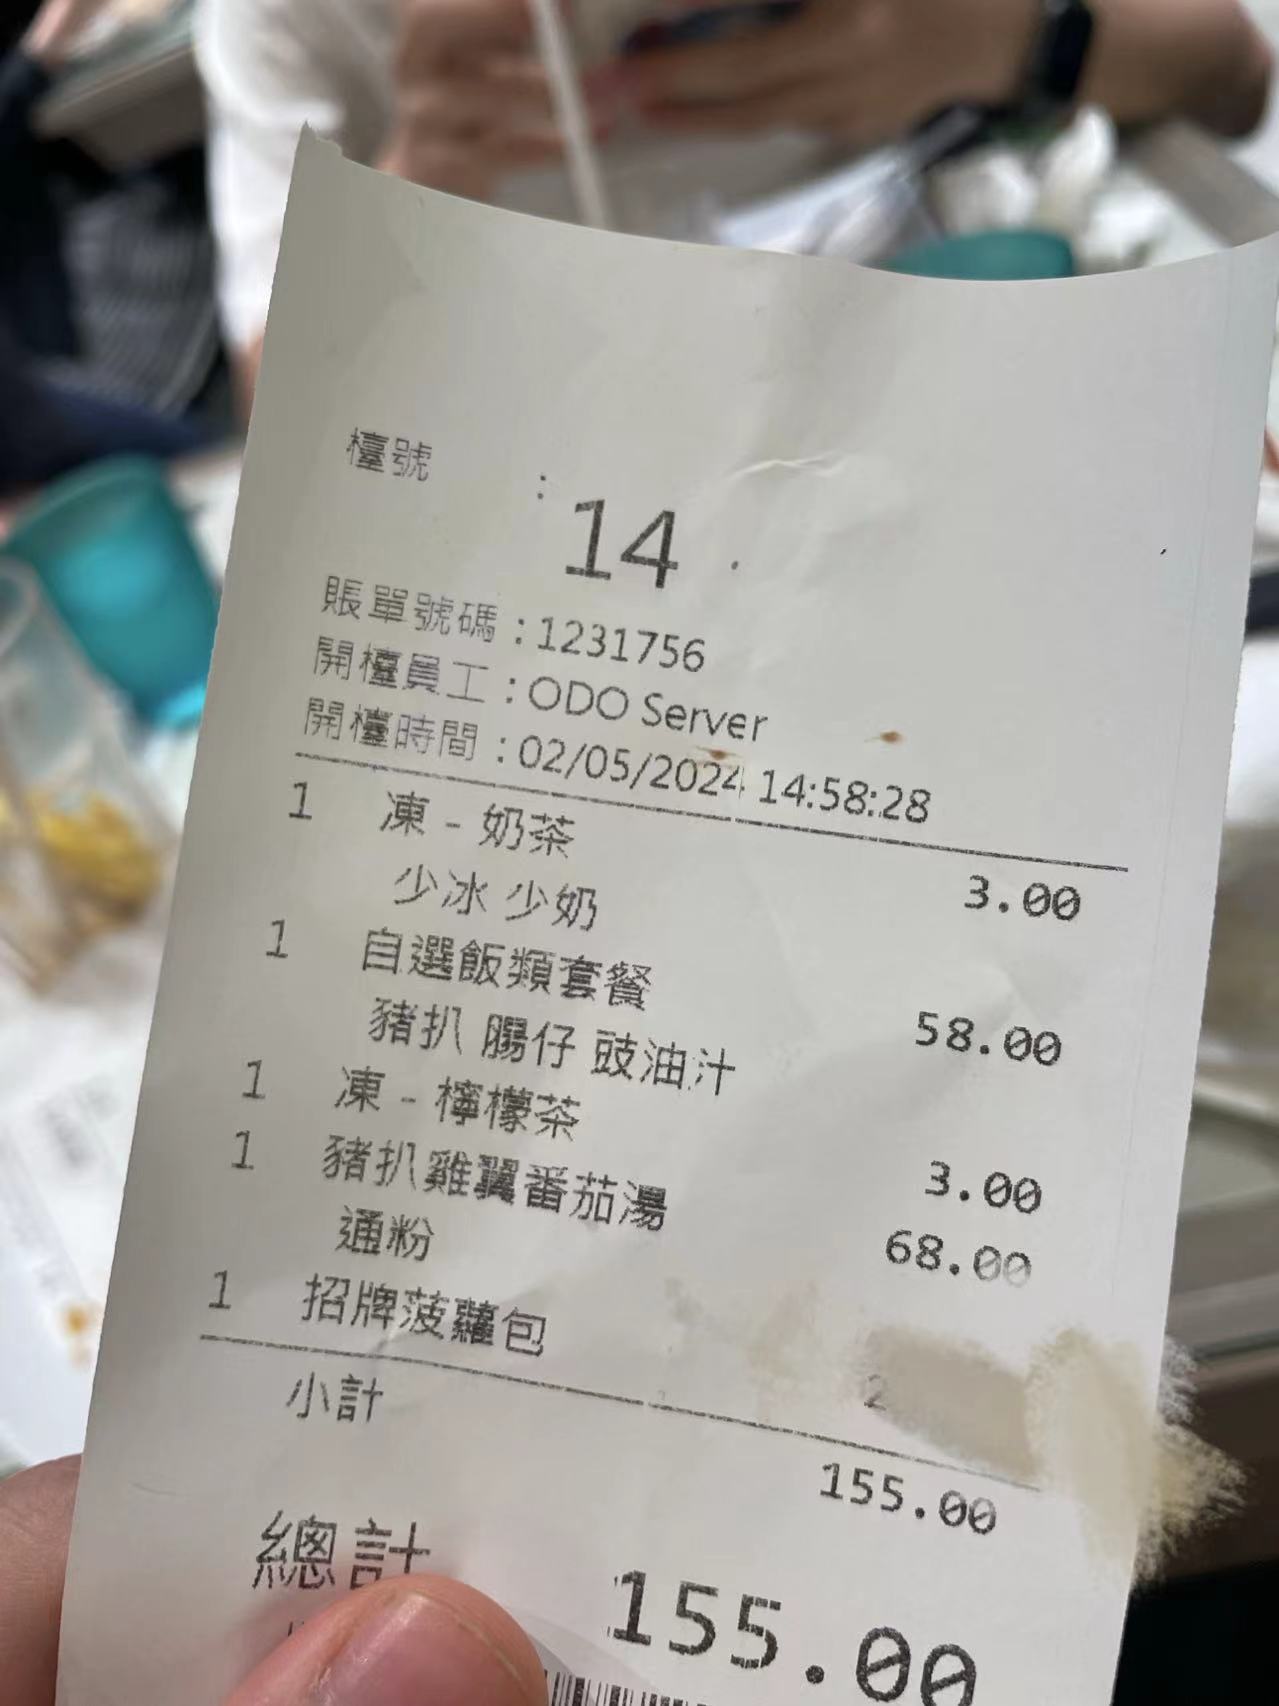 檯號 : 14
賬單號碼 : 1231756
開檯員工 : ODO Server
開檯時間 : 02/05/2024 14:58:28
1 凍 - 奶茶 3.00
少冰 少奶
1 自選飯類套餐 58.00
豬扒 腸仔 豉油汁
1 凍 - 檸檬茶 3.00
1 豬扒雞翼番茄湯 68.00
通粉
1 招牌菠蘿包 2
小計 155.00
總計 155.00